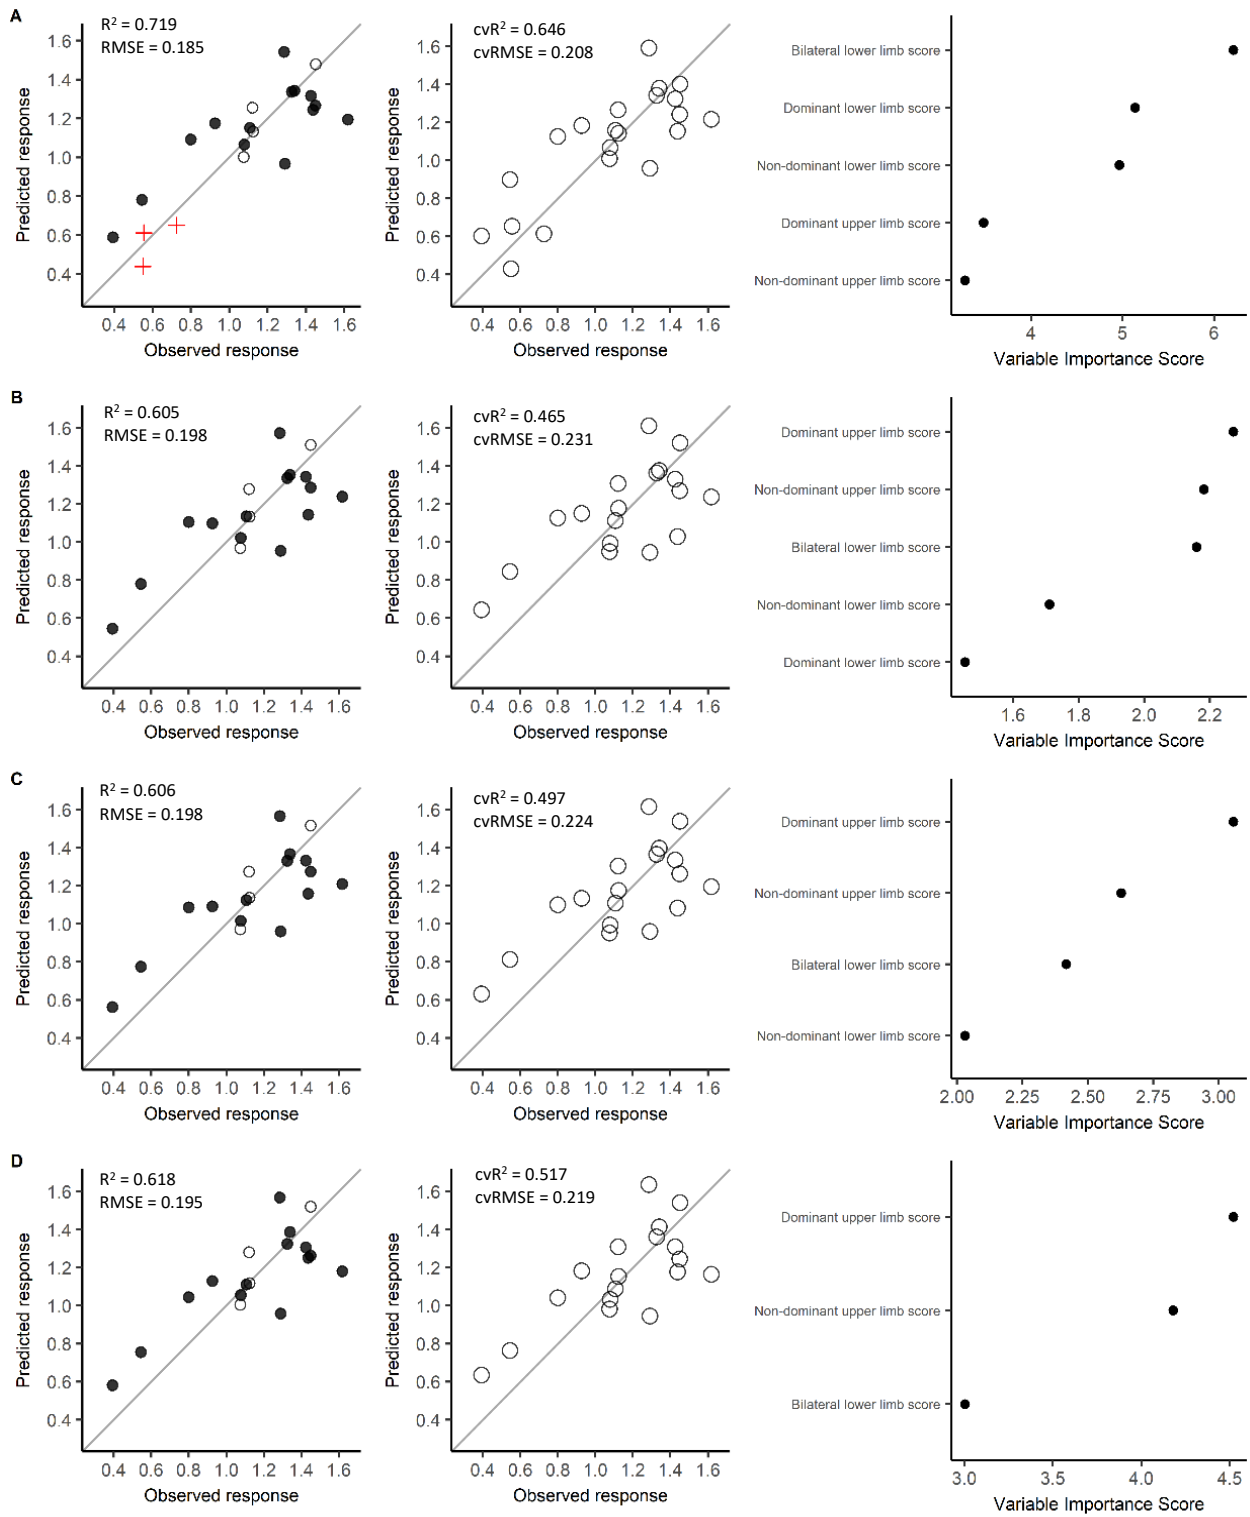 A
R² = 0.719
RMSE = 0.185
1.6
1.4
1.2
1.0
0.8
0.6
0.4
Predicted response
0.4 0.6 0.8 1.0 1.2 1.4 1.6
Observed response
cvR² = 0.646
cvRMSE = 0.208
1.6
1.4
1.2
1.0
0.8
0.6
0.4
Predicted response
0.4 0.6 0.8 1.0 1.2 1.4 1.6
Observed response
Bilateral lower limb score
Dominant lower limb score
Non-dominant lower limb score
Dominant upper limb score
Non-dominant upper limb score
4 5 6
Variable Importance Score
B
R² = 0.605
RMSE = 0.198
1.6
1.4
1.2
1.0
0.8
0.6
0.4
Predicted response
0.4 0.6 0.8 1.0 1.2 1.4 1.6
Observed response
cvR² = 0.465
cvRMSE = 0.231
1.6
1.4
1.2
1.0
0.8
0.6
0.4
Predicted response
0.4 0.6 0.8 1.0 1.2 1.4 1.6
Observed response
Dominant upper limb score
Non-dominant upper limb score
Bilateral lower limb score
Non-dominant lower limb score
Dominant lower limb score
1.6 1.8 2.0 2.2
Variable Importance Score
C
R² = 0.606
RMSE = 0.198
1.6
1.4
1.2
1.0
0.8
0.6
0.4
Predicted response
0.4 0.6 0.8 1.0 1.2 1.4 1.6
Observed response
cvR² = 0.497
cvRMSE = 0.224
1.6
1.4
1.2
1.0
0.8
0.6
0.4
Predicted response
0.4 0.6 0.8 1.0 1.2 1.4 1.6
Observed response
Dominant upper limb score
Non-dominant upper limb score
Bilateral lower limb score
Non-dominant lower limb score
2.00 2.25 2.50 2.75 3.00
Variable Importance Score
D
R² = 0.618
RMSE = 0.195
1.6
1.4
1.2
1.0
0.8
0.6
0.4
Predicted response
0.4 0.6 0.8 1.0 1.2 1.4 1.6
Observed response
cvR² = 0.517
cvRMSE = 0.219
1.6
1.4
1.2
1.0
0.8
0.6
0.4
Predicted response
0.4 0.6 0.8 1.0 1.2 1.4 1.6
Observed response
Dominant upper limb score
Non-dominant upper limb score
Bilateral lower limb score
3.0 3.5 4.0 4.5
Variable Importance Score